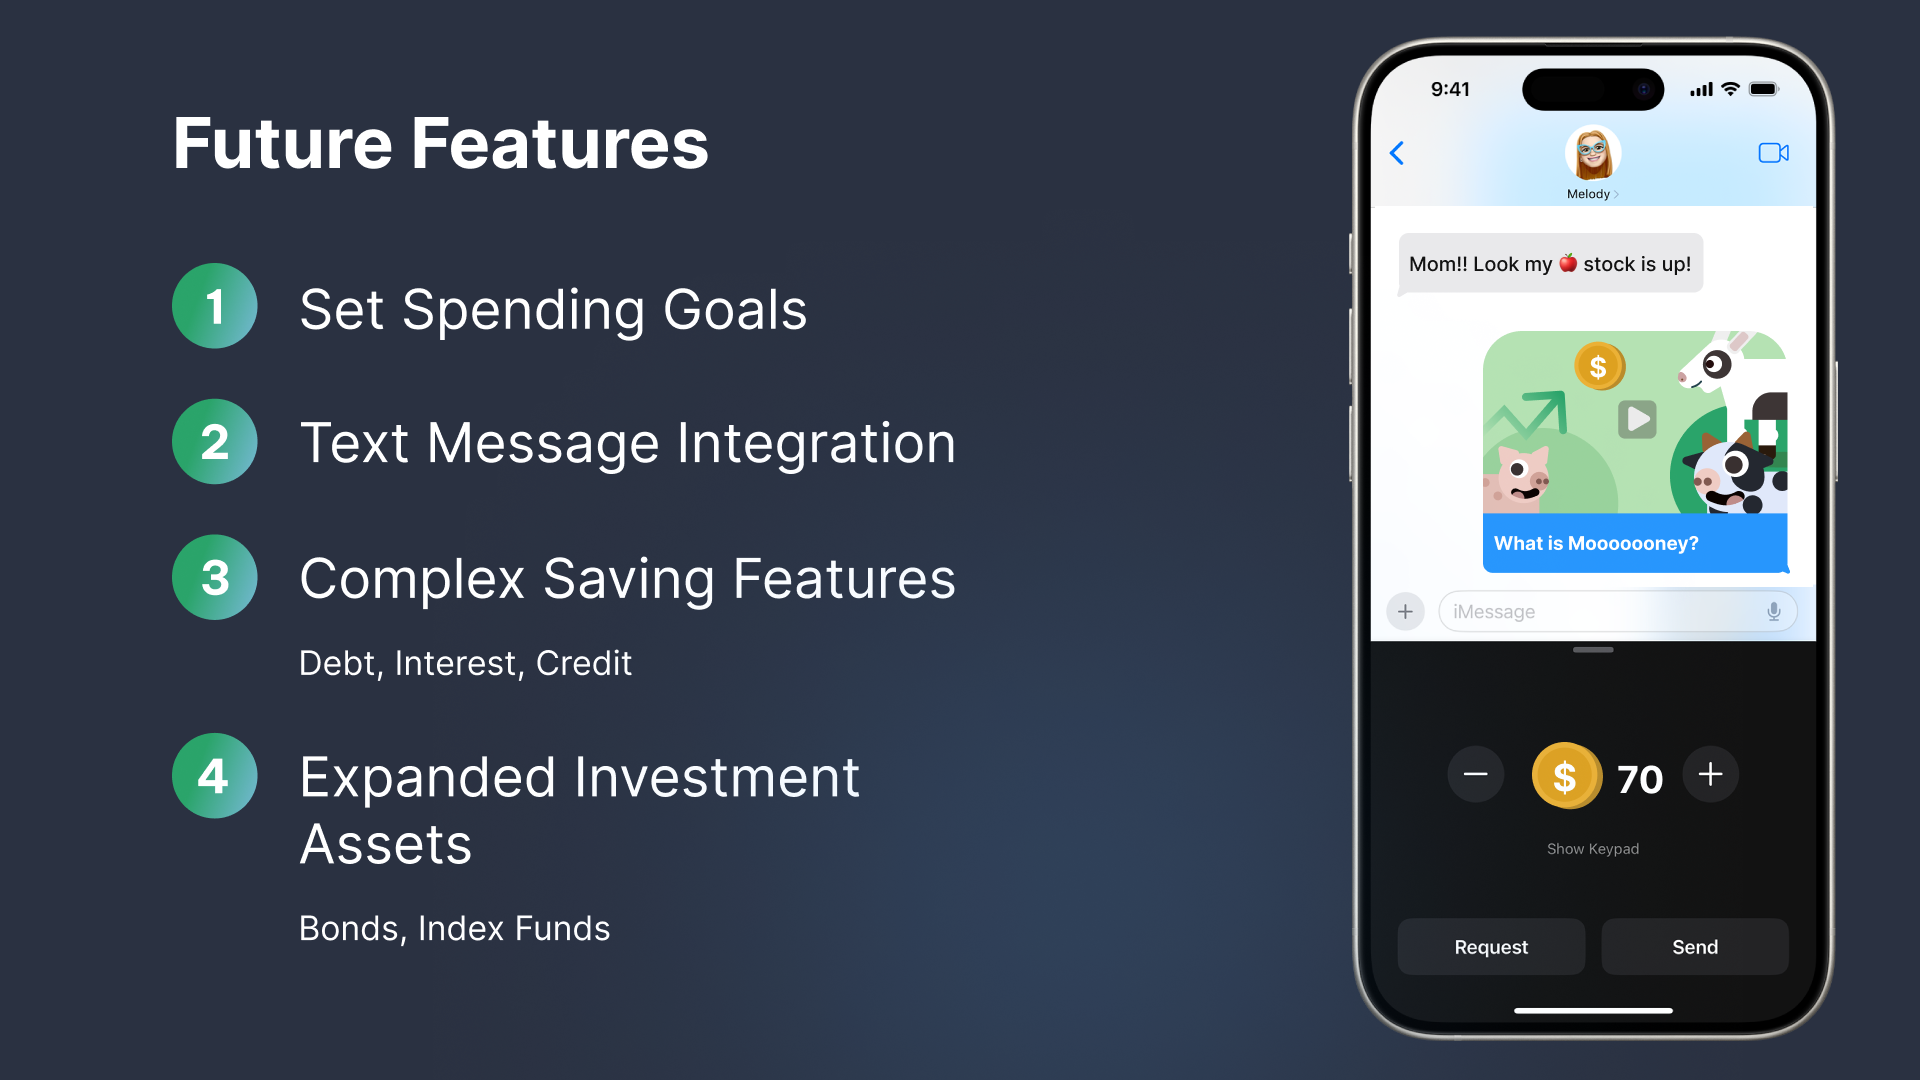 Future Features
1 Set Spending Goals
2 Text Message Integration
3 Complex Saving Features
Debt, Interest, Credit
4 Expanded Investment
Assets
Bonds, Index Funds
9:41
Melody
Mom!! Look my 🍎 stock is up!
$
What is Mooooooney?
iMessage
$ 70
Show Keypad
Request
Send